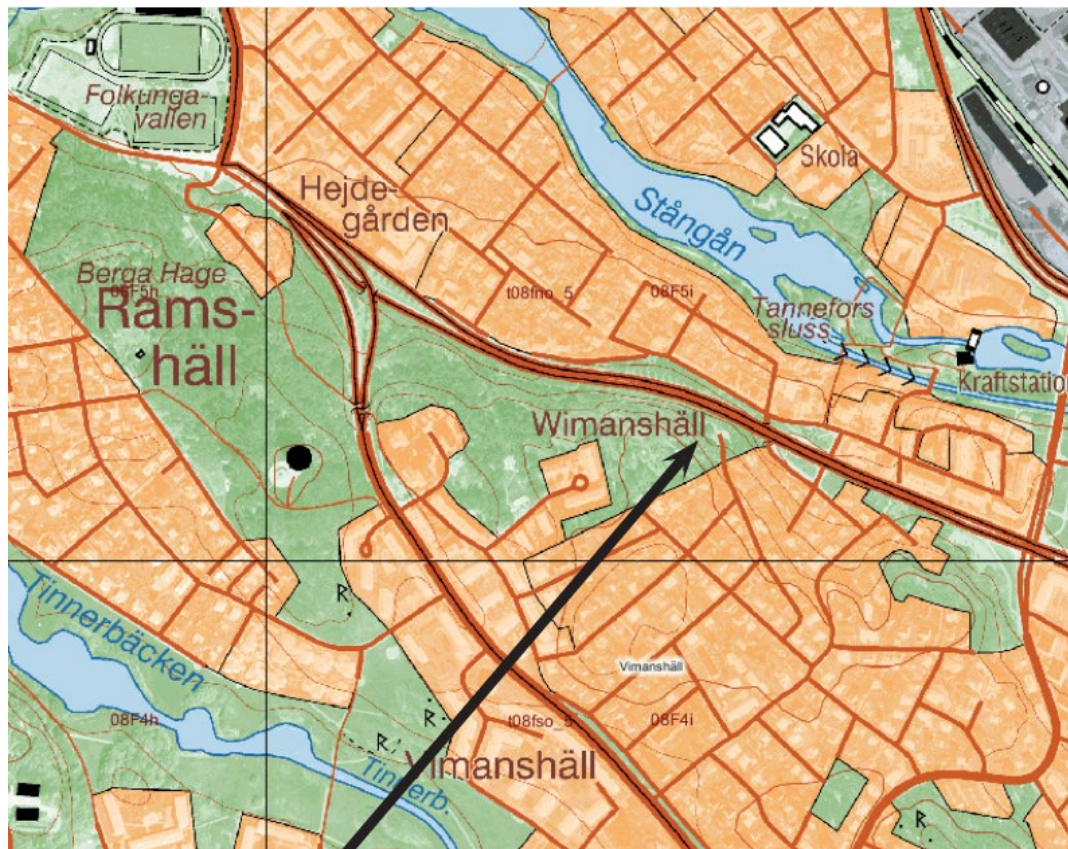 Folkunga-
vallen
Skola
Hejde-
gården
Stångån
Berga Hage
08F5h
t08fno_5
08F5i
Rams-
häll
Tannefors
sluss
Kraftstation
Wimanshäll
R
Tinnerbäcken
Vimanshäll
08F4h
R
t08fso_5
08F4i
R
Vimanshäll
Tinnerb.
R